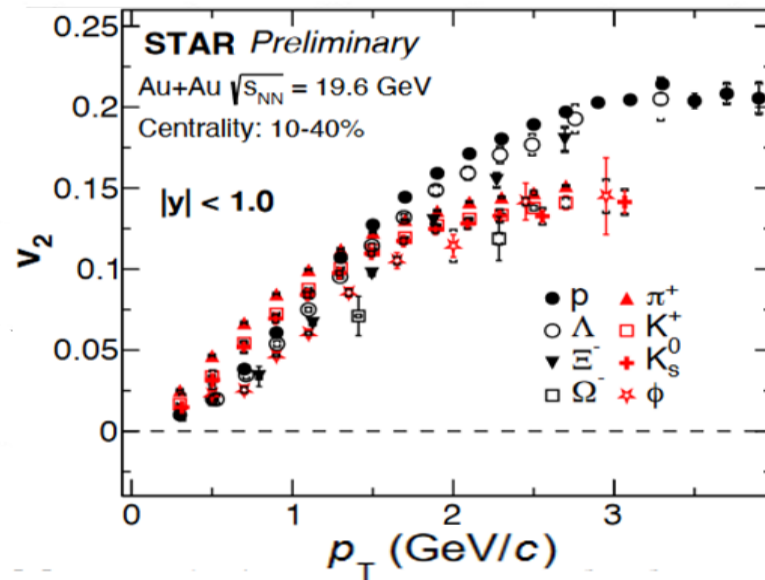 0.25
STAR Preliminary
Au+Au √sNN = 19.6 GeV
0.2
Centrality: 10-40%
0.15
|y| < 1.0
v2
0.1
p π+
Λ K+
0.05
Ξ- K0s
Ω- ϕ
0
0 1 2 3
pT (GeV/c)